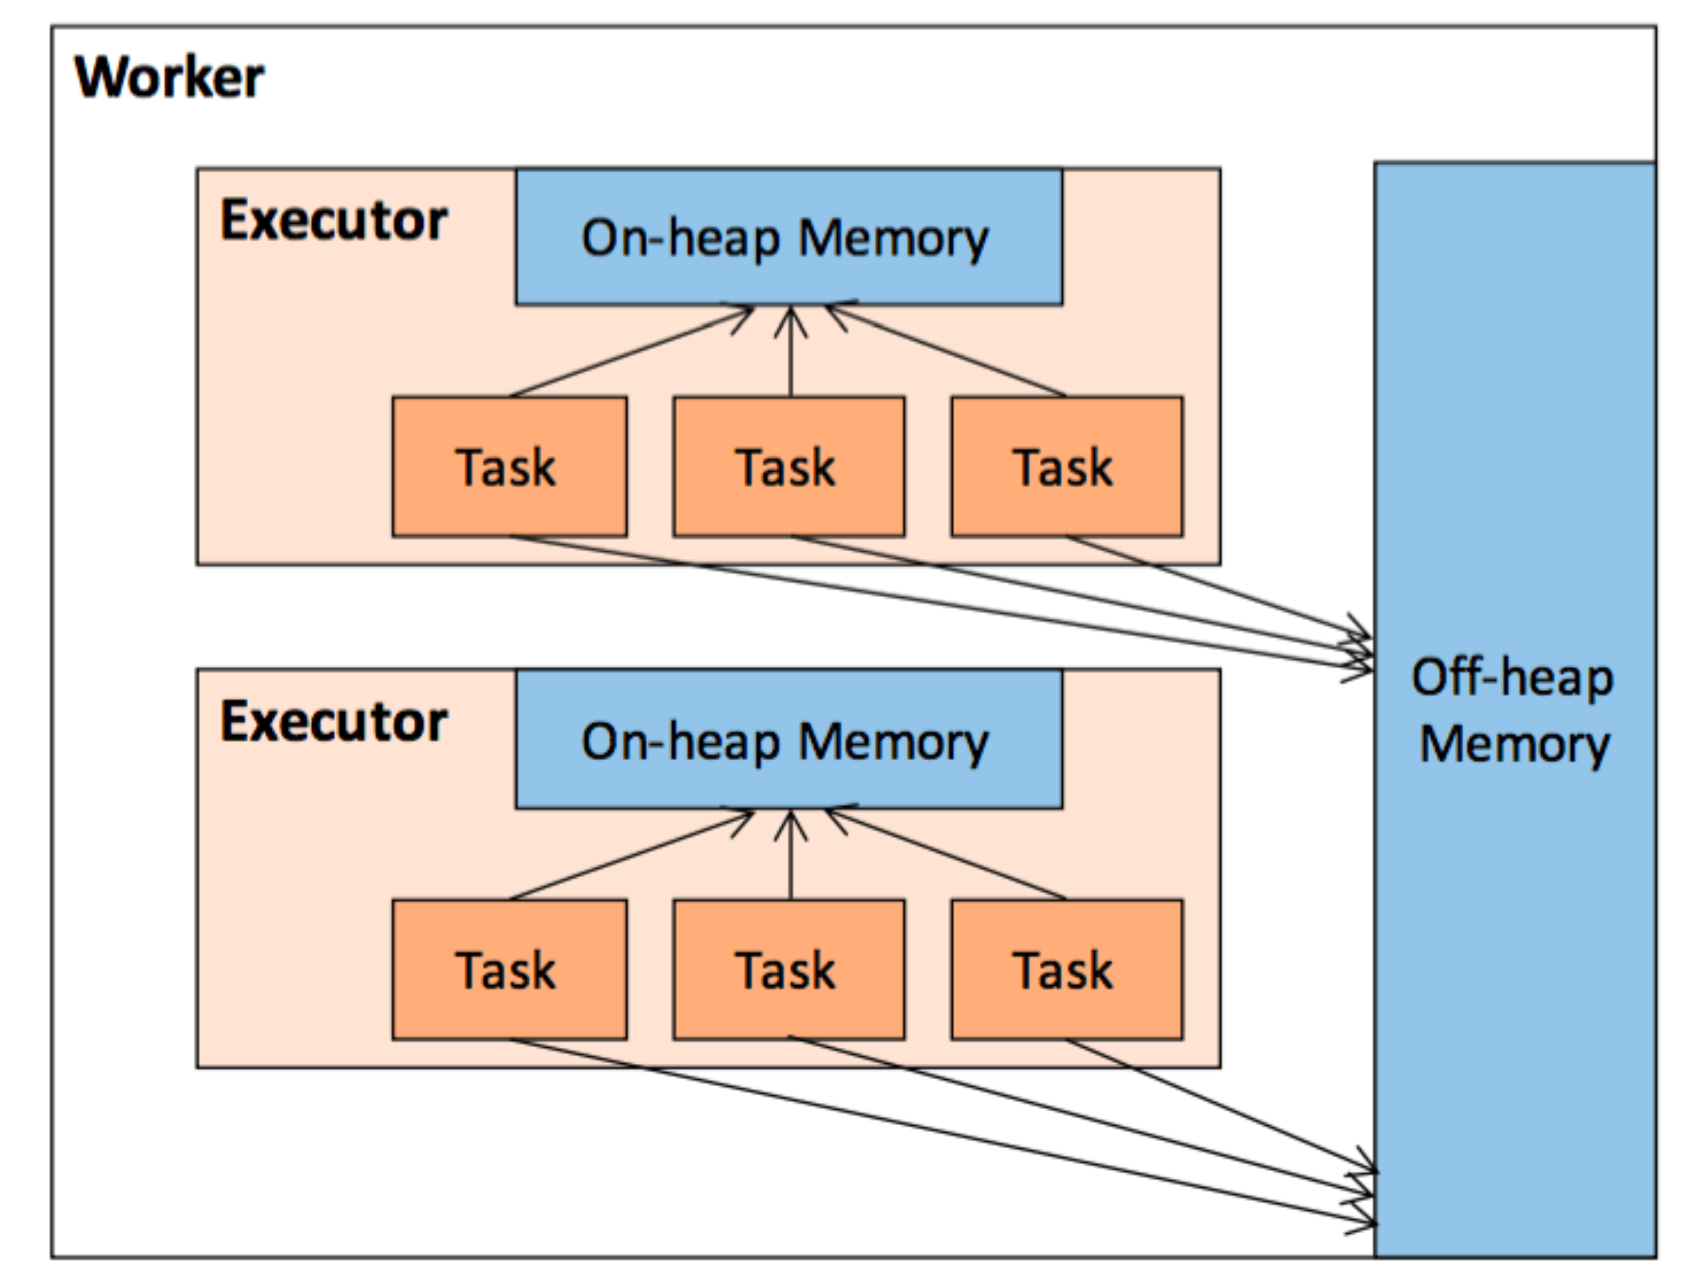 Worker
Executor
On-heap Memory
Task
Task
Task
Executor
On-heap Memory
Task
Task
Task
Off-heap
Memory